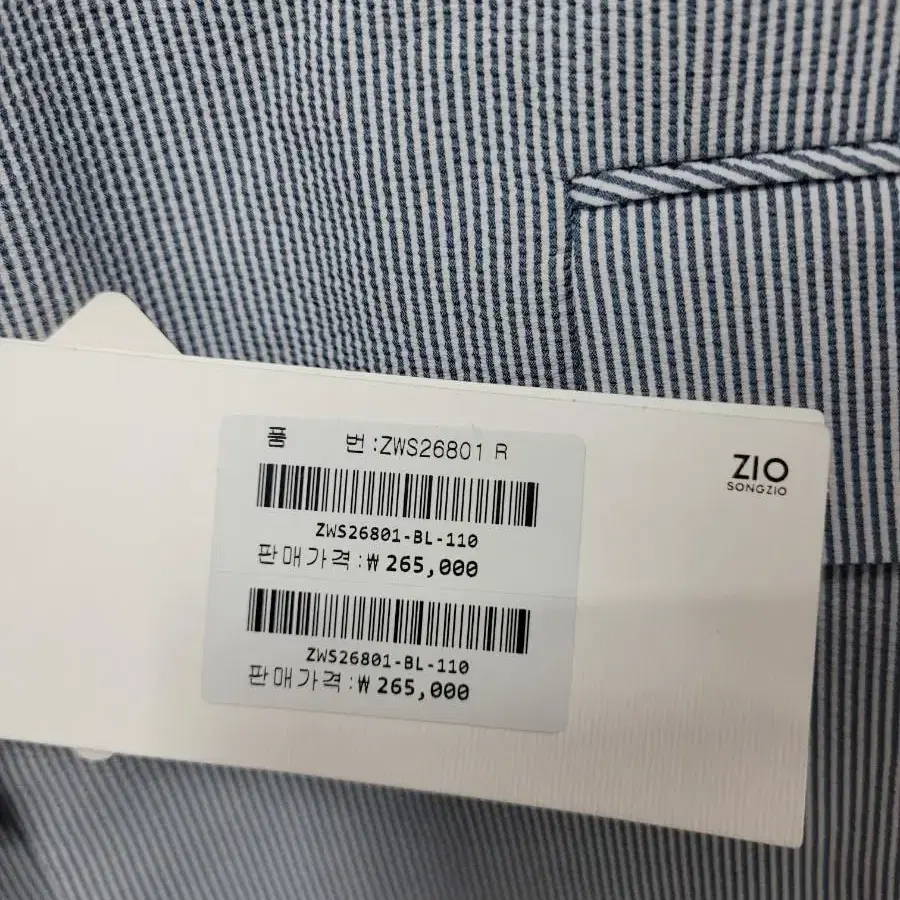 품 번 :ZWS26801 R
ZWS26801-BL-110
판매가격 :₩ 265,000
ZWS26801-BL-110
판매가격 :₩ 265,000
ZIO
SONGZIO